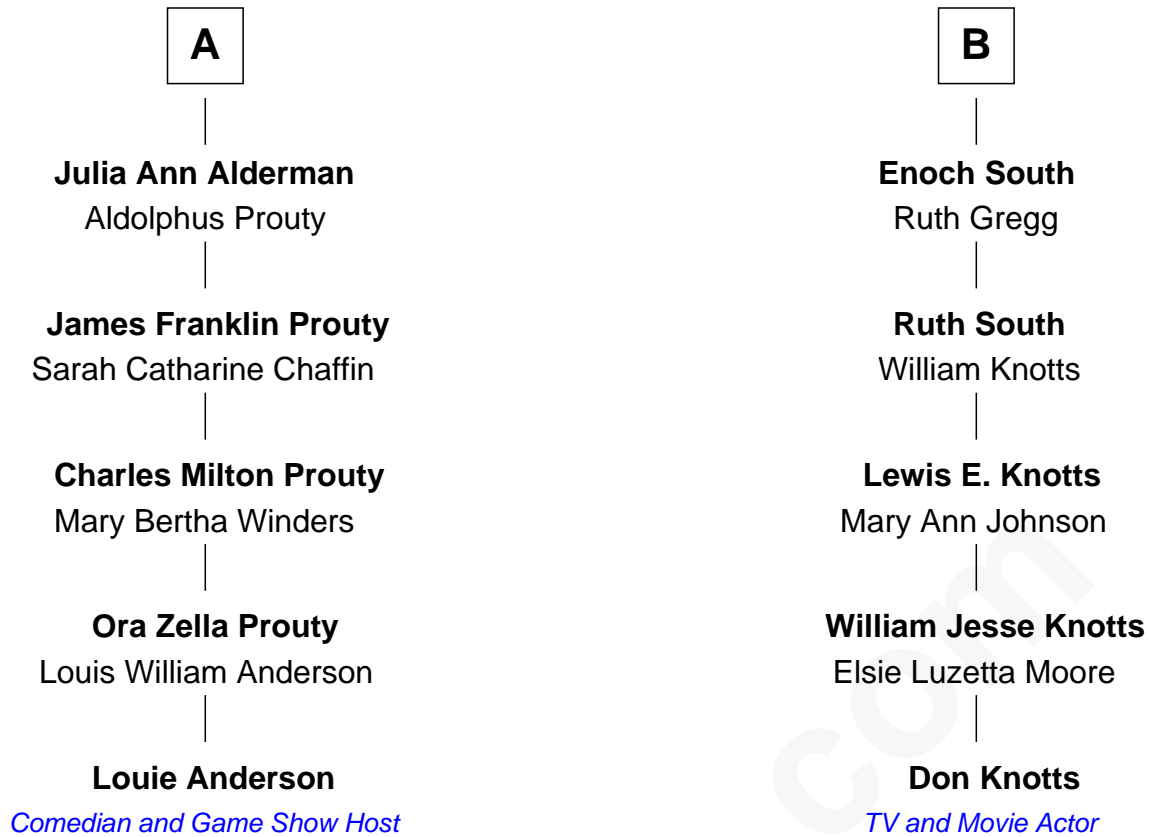 A
Julia Ann Alderman
Aldolphus Prouty
James Franklin Prouty
Sarah Catharine Chaffin
Charles Milton Prouty
Mary Bertha Winders
Ora Zella Prouty
Louis William Anderson
Louie Anderson
Comedian and Game Show Host
B
Enoch South
Ruth Gregg
Ruth South
William Knotts
Lewis E. Knotts
Mary Ann Johnson
William Jesse Knotts
Elsie Luzetta Moore
Don Knotts
TV and Movie Actor
com